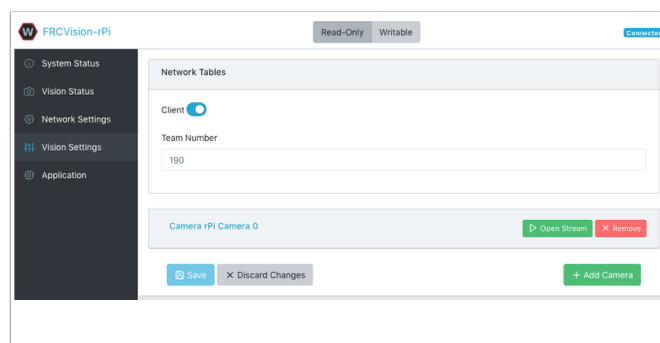 W FRCVision-rPi
Read-Only Writable
Connected
System Status
Vision Status
Network Settings
Vision Settings
Application
Network Tables
Client
Team Number
190
Camera rPi Camera 0
Open Stream
Remove
Save
Discard Changes
Add Camera